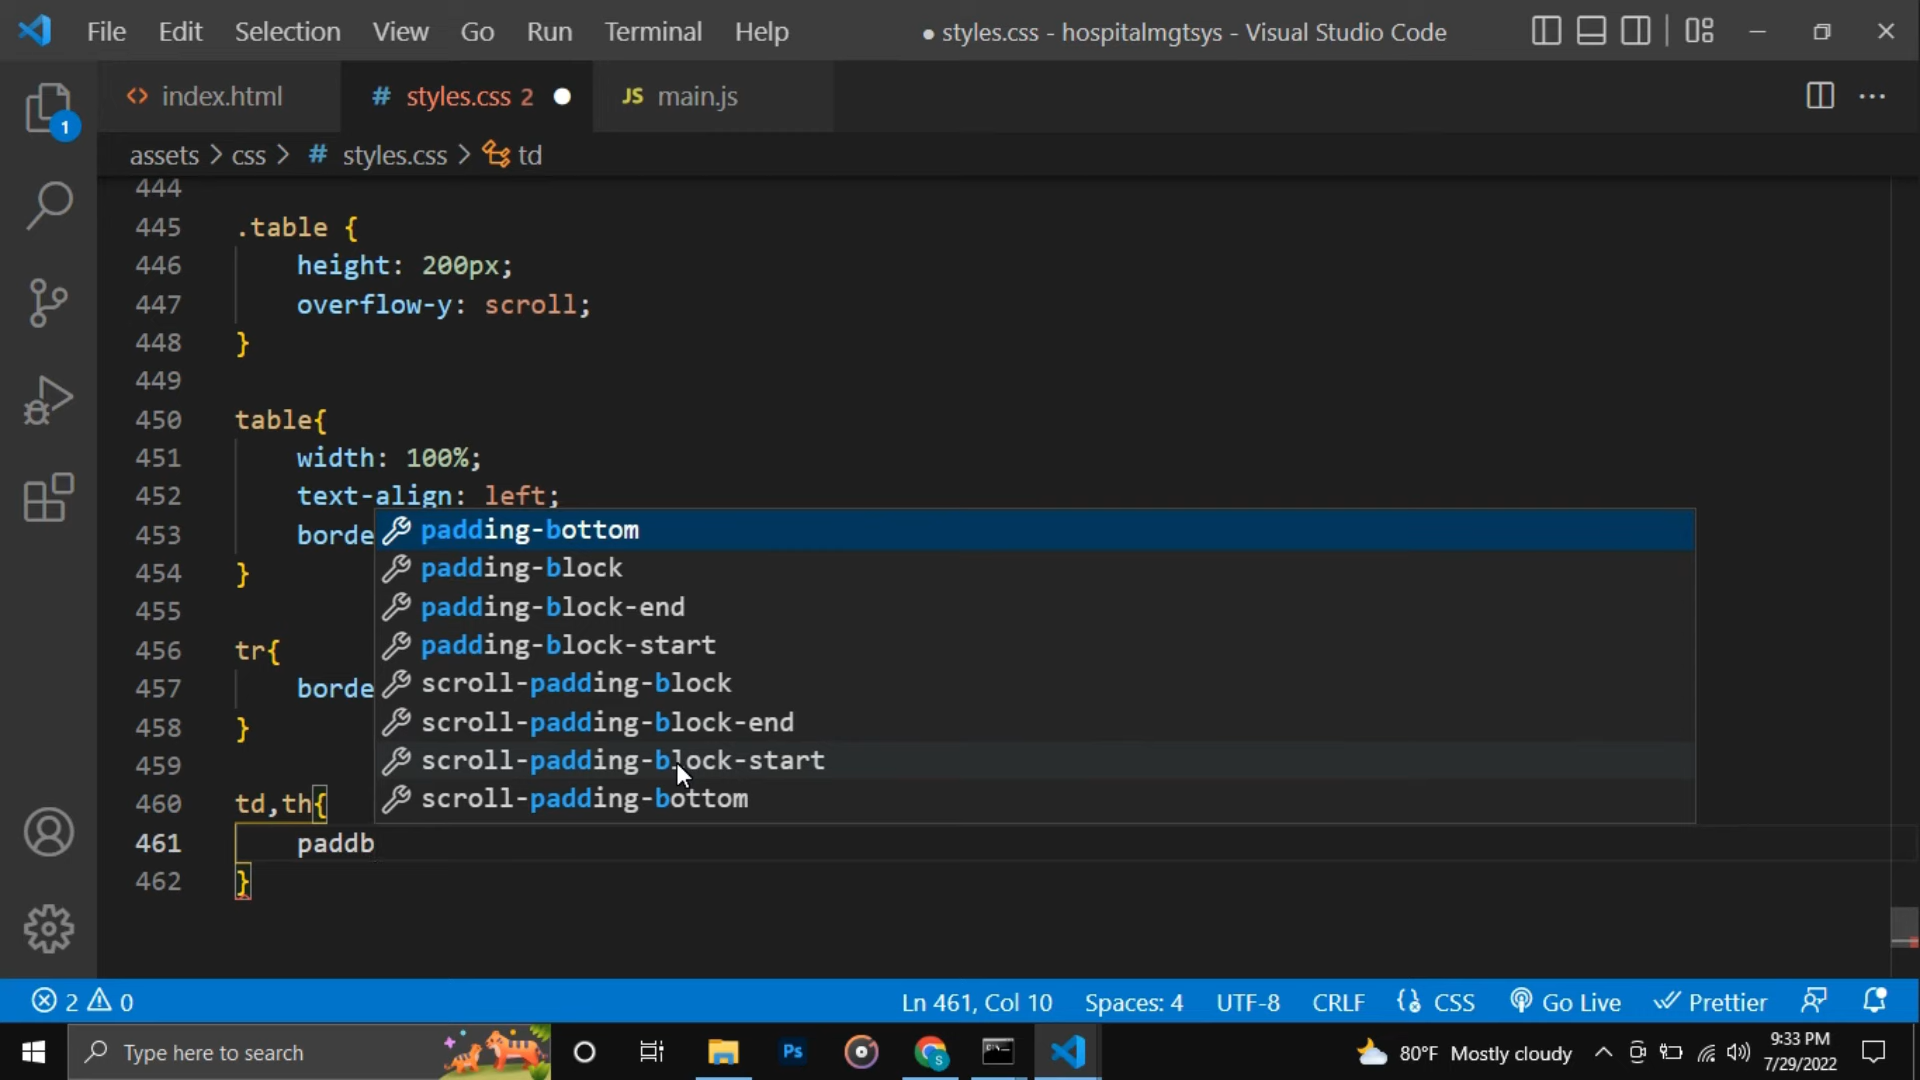 File Edit Selection View Go Run Terminal Help
● styles.css - hospitalmgtsys - Visual Studio Code
<> index.html
# styles.css 2 ●
JS main.js
1
assets > css > # styles.css > td
444
445 .table {
446 height: 200px;
447 overflow-y: scroll;
448 }
449
450 table{
451 width: 100%;
452 text-align: left;
453 borde
454 }
455
456 tr{
457 borde
458 }
459
460 td,th{
461 paddb
462 }
padding-bottom
padding-block
padding-block-end
padding-block-start
scroll-padding-block
scroll-padding-block-end
scroll-padding-block-start
scroll-padding-bottom
2 0
Ln 461, Col 10 Spaces: 4 UTF-8 CRLF {} CSS Go Live Prettier
Type here to search
Ps
S
80°F Mostly cloudy
9:33 PM
7/29/2022